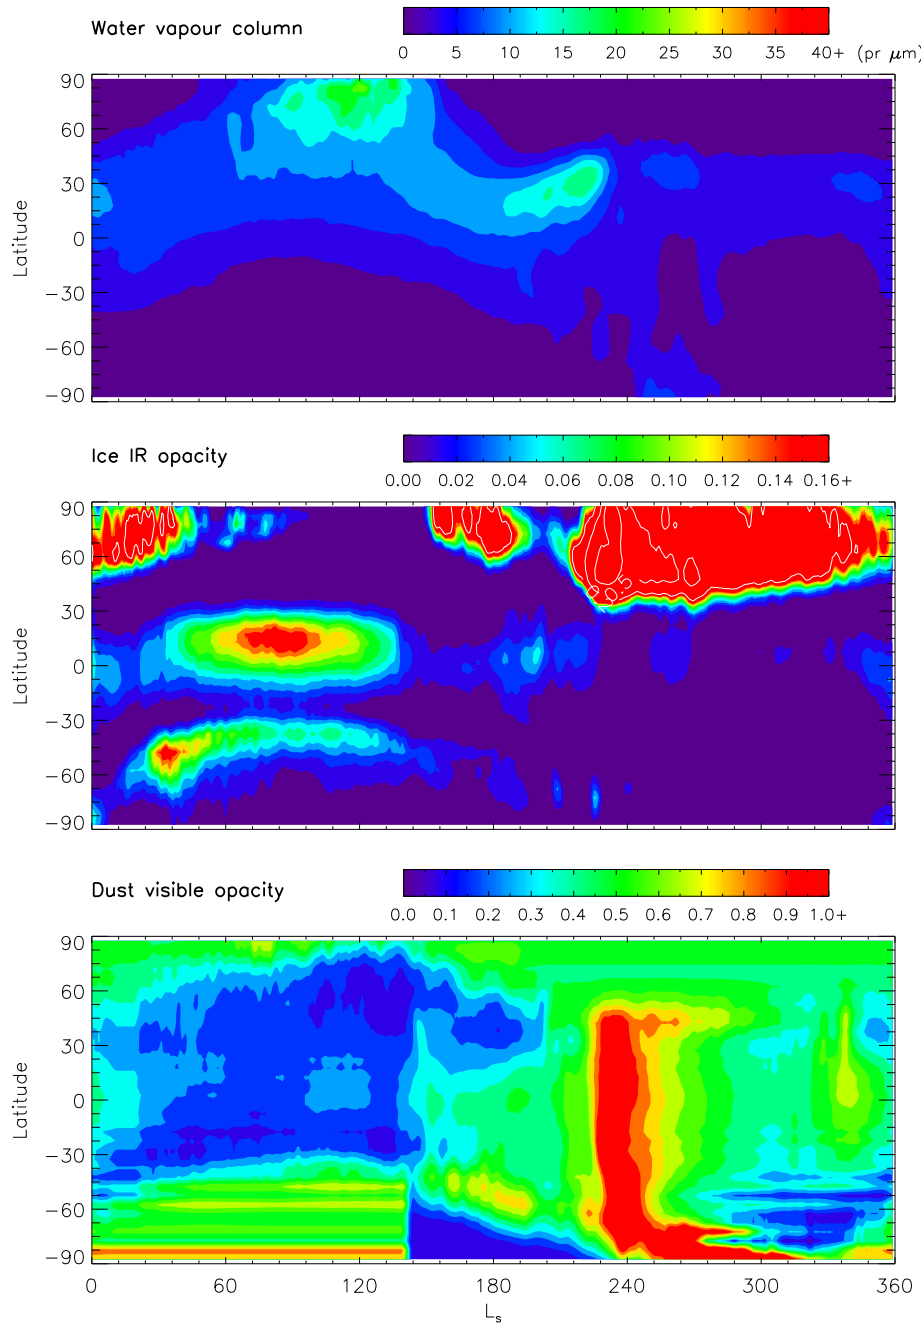 Water vapour column
0 5 10 15 20 25 30 35 40+ (pr μm)
90
60
30
0
−30
−60
−90
Latitude
Ice IR opacity
0.00 0.02 0.04 0.06 0.08 0.10 0.12 0.14 0.16+
90
60
30
0
−30
−60
−90
Latitude
Dust visible opacity
0.0 0.1 0.2 0.3 0.4 0.5 0.6 0.7 0.8 0.9 1.0+
90
60
30
0
−30
−60
−90
Latitude
0 60 120 180 240 300 360
Ls